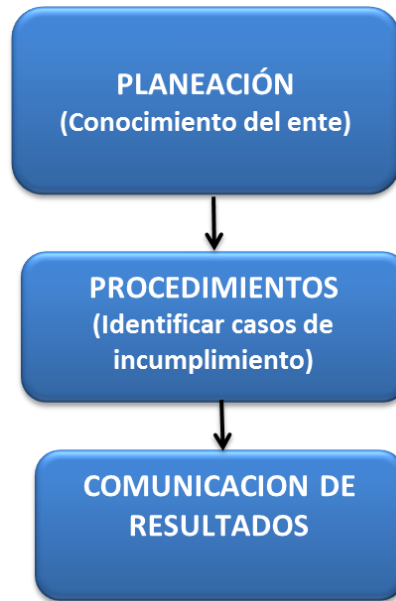 PLANEACIÓN
(Conocimiento del ente)
PROCEDIMIENTOS
(Identificar casos de
incumplimiento)
COMUNICACION DE
RESULTADOS